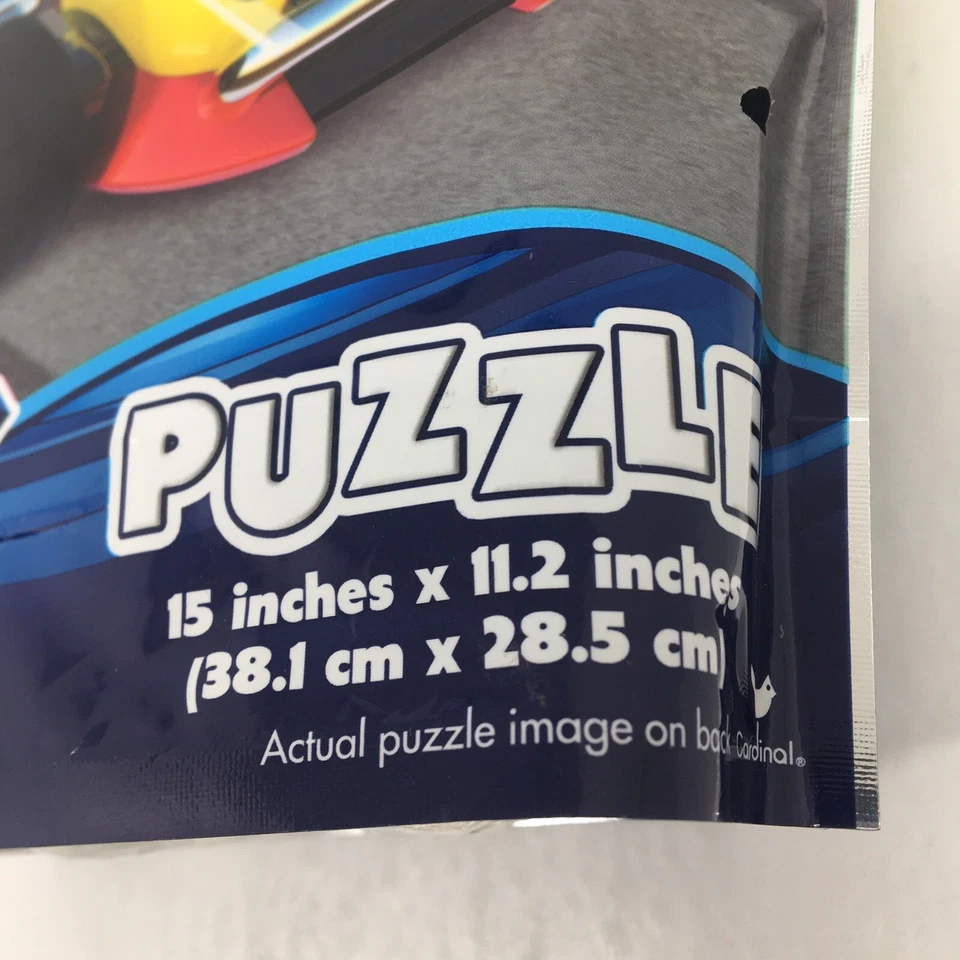 PUZZLE
15 inches x 11.2 inches
(38.1 cm x 28.5 cm)
Actual puzzle image on back
Cardinal®